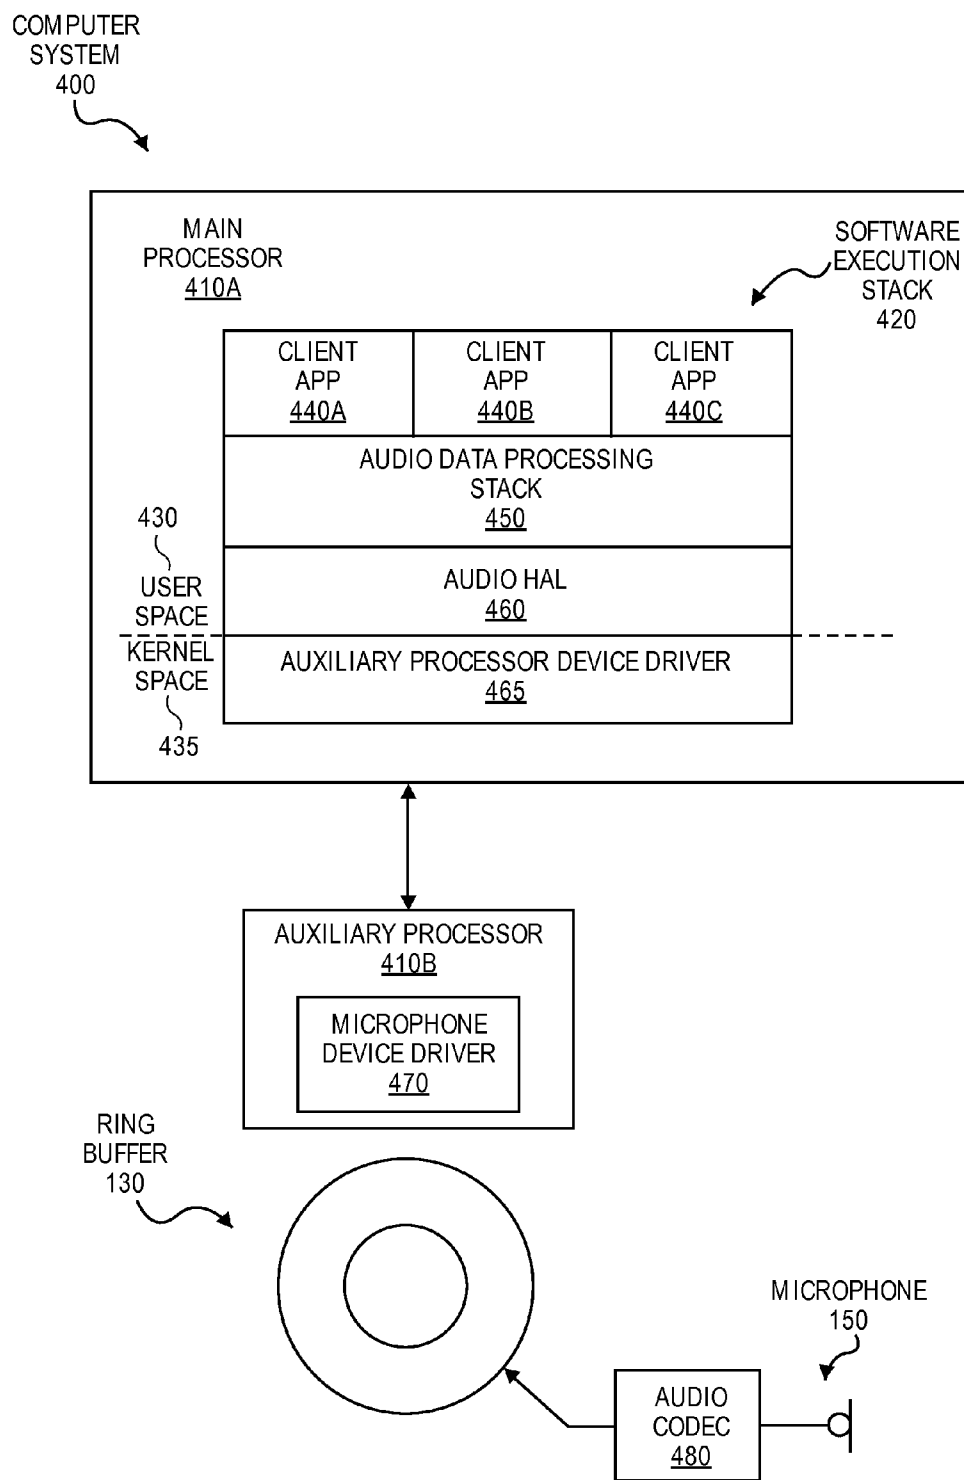 COMPUTER
SYSTEM
400
MAIN
PROCESSOR
410A
SOFTWARE
EXECUTION
STACK
420
CLIENT
APP
440A
CLIENT
APP
440B
CLIENT
APP
440C
AUDIO DATA PROCESSING
STACK
450
430
USER
SPACE
AUDIO HAL
460
KERNEL
SPACE
435
AUXILIARY PROCESSOR DEVICE DRIVER
465
AUXILIARY PROCESSOR
410B
MICROPHONE
DEVICE DRIVER
470
RING
BUFFER
130
MICROPHONE
150
AUDIO
CODEC
480